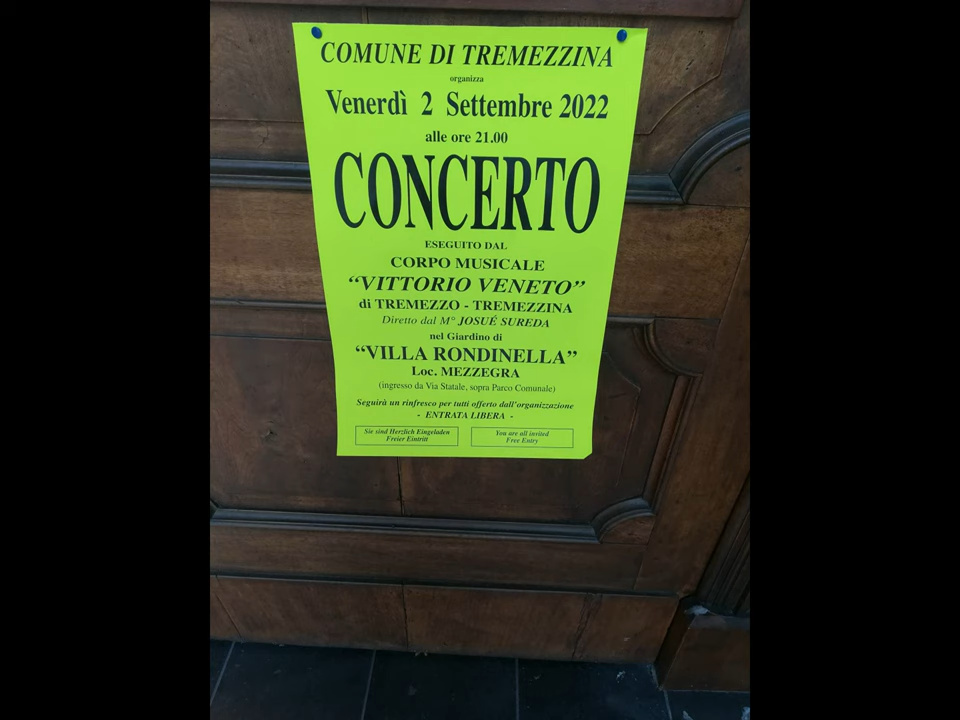 COMUNE DI TREMEZZINA
organizza
Venerdì 2 Settembre 2022
alle ore 21.00
CONCERTO
ESEGUITO DAL
CORPO MUSICALE
“VITTORIO VENETO”
di TREMEZZO - TREMEZZINA
Diretto dal M° JOSUÉ SUREDA
nel Giardino di
“VILLA RONDINELLA”
Loc. MEZZEGRA
(ingresso da Via Statale, sopra Parco Comunale)
Seguirà un rinfresco per tutti offerto dall'organizzazione
- ENTRATA LIBERA -
Sie sind Herzlich Eingeladen
Freier Eintritt
You are all invited
Free Entry